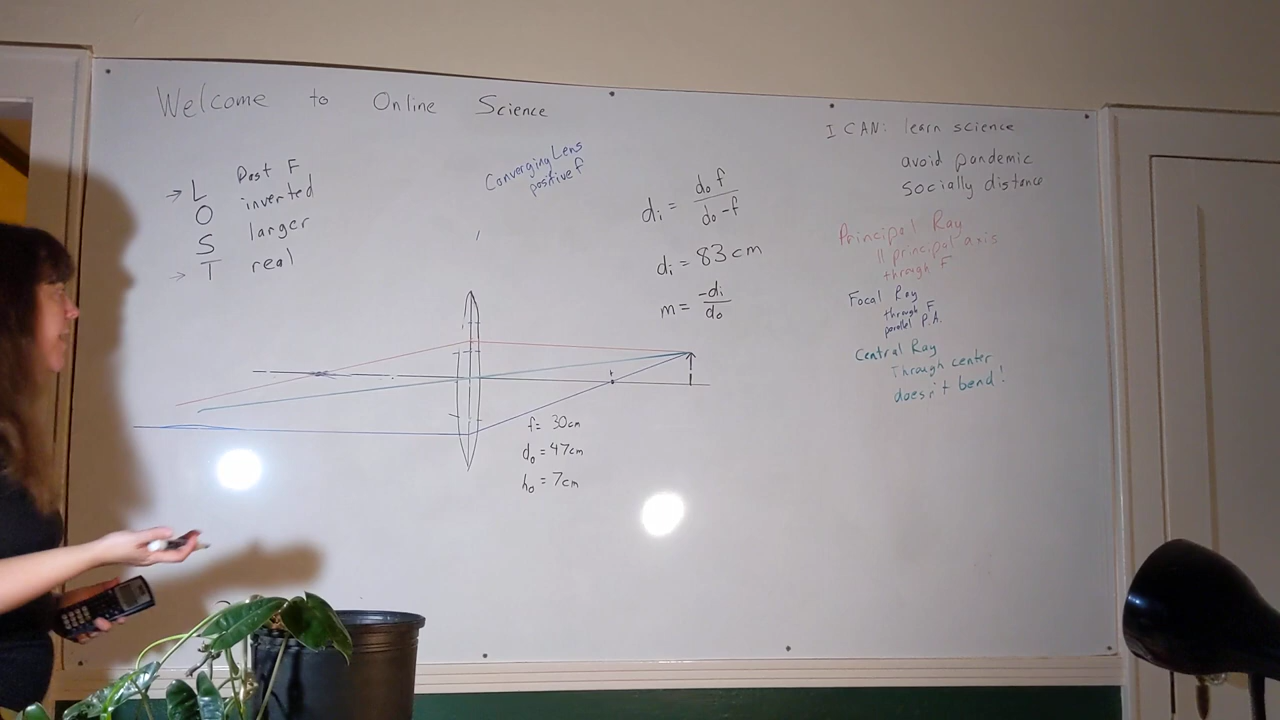 Welcome to Online Science
→ L Past F
O inverted
S larger
→ T real
Converging Lens
positive f
di = do f / do - f
di = 83 cm
m = -di / do
f = 30cm
do = 47cm
ho = 7cm
I CAN: learn science
avoid pandemic
socially distance
Principal Ray
|| principal axis
through F
Focal Ray
through F
parallel P.A.
Central Ray
Through center
doesn't bend!